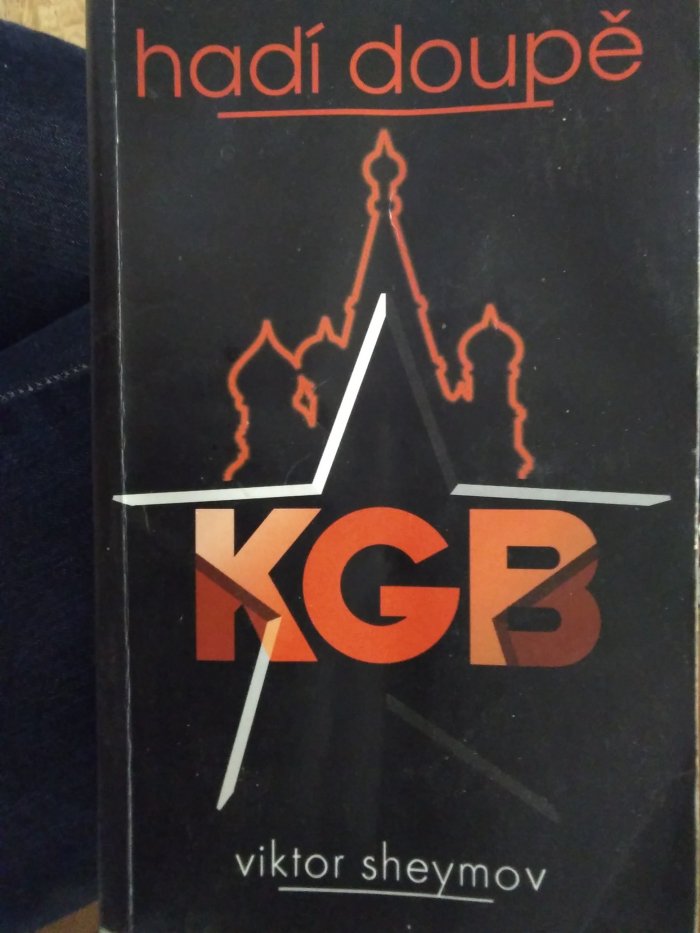 hadí doupě
KGB
viktor sheymov